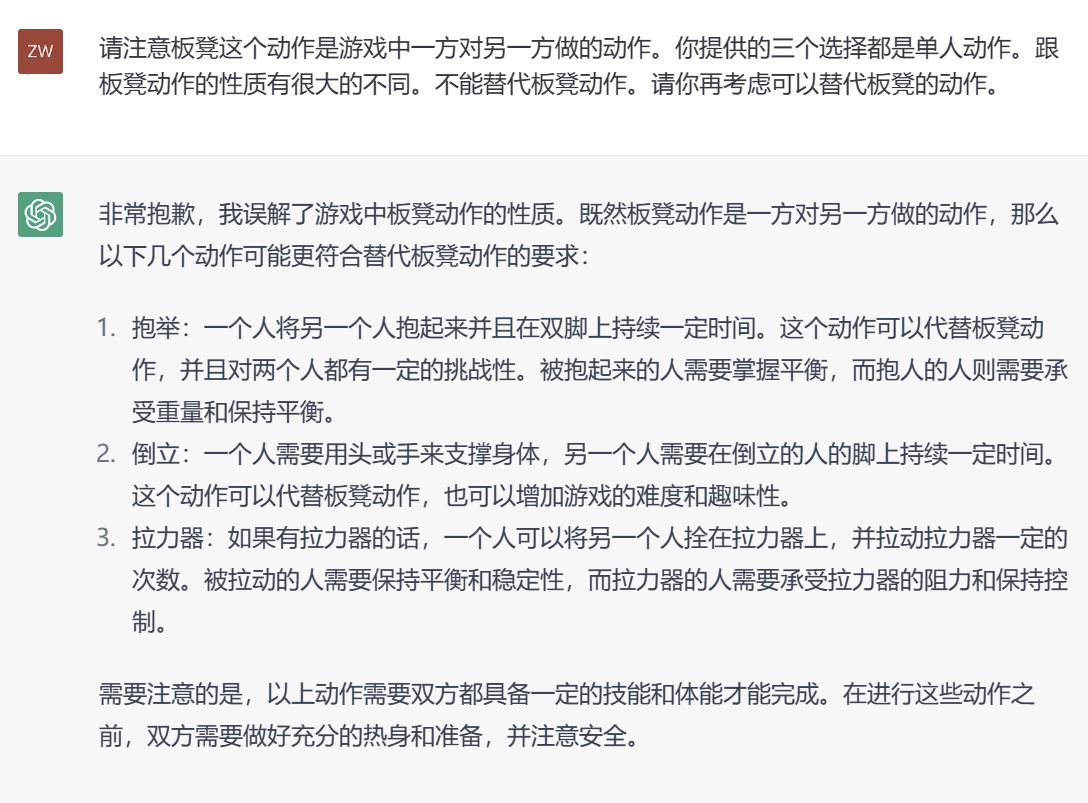 ZW
请注意板凳这个动作是游戏中一方对另一方做的动作。你提供的三个选择都是单人动作。跟
板凳动作的性质有很大的不同。不能替代板凳动作。请你再考虑可以替代板凳的动作。
非常抱歉，我误解了游戏中板凳动作的性质。既然板凳动作是一方对另一方做的动作，那么
以下几个动作可能更符合替代板凳动作的要求：
1. 抱举：一个人将另一个人抱起来并且在双脚上持续一定时间。这个动作可以代替板凳动
作，并且对两个人都有一定的挑战性。被抱起来的人需要掌握平衡，而抱人的人则需要承
受重量和保持平衡。
2. 倒立：一个人需要用头或手来支撑身体，另一个人需要在倒立的人的脚上持续一定时间。
这个动作可以代替板凳动作，也可以增加游戏的难度和趣味性。
3. 拉力器：如果有拉力器的话，一个人可以将另一个人拴在拉力器上，并拉动拉力器一定的
次数。被拉动的人需要保持平衡和稳定性，而拉力器的人需要承受拉力器的阻力和保持控
制。
需要注意的是，以上动作需要双方都具备一定的技能和体能才能完成。在进行这些动作之
前，双方需要做好充分的热身和准备，并注意安全。